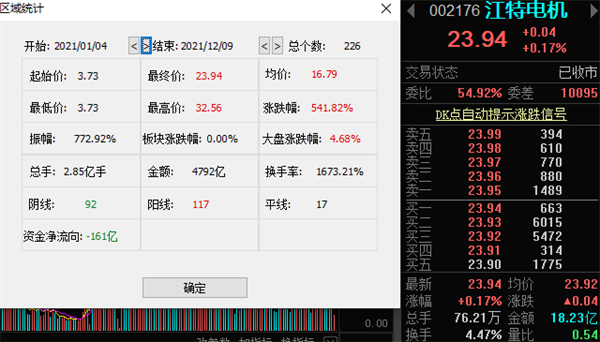 区域统计
开始: 2021/01/04 < > 结束: 2021/12/09 < > 总个数: 226
起始价: 3.73 最终价: 23.94 均价: 16.79
最低价: 3.73 最高价: 32.56 涨跌幅: 541.82%
振幅: 772.92% 板块涨跌幅: 0.00% 大盘涨跌幅: 4.68%
总手: 2.85亿手 金额: 4792亿 换手率: 1673.21%
阴线: 92 阳线: 117 平线: 17
资金净流向: -161亿
确定
0.00
002176 江特电机
23.94 +0.04
+0.17%
交易状态 已收市
委比 54.92% 委差 10095
DK点自动提示涨跌信号
卖五 23.99 394
卖四 23.98 610
卖三 23.97 770
卖二 23.96 880
卖一 23.95 1489
买一 23.94 663
买二 23.93 6015
买三 23.92 5472
买四 23.91 314
买五 23.90 1775
最新 23.94 均价 23.92
涨幅 +0.17% 涨跌 ▲0.04
总手 76.21万 金额 18.23亿
换手 4.47% 量比 0.54